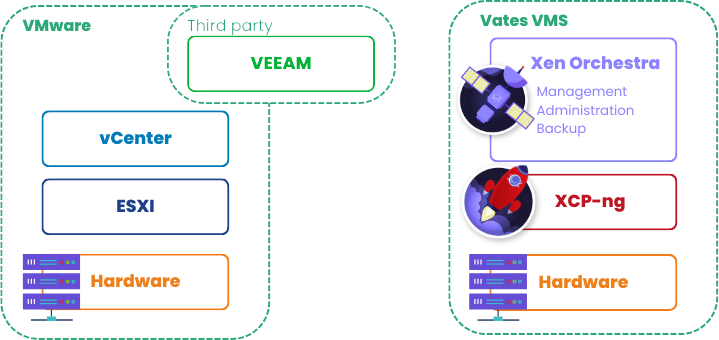 VMware
Third party
VEEAM
vCenter
ESXI
Hardware
Vates VMS
Xen Orchestra
Management
Administration
Backup
XCP-ng
Hardware